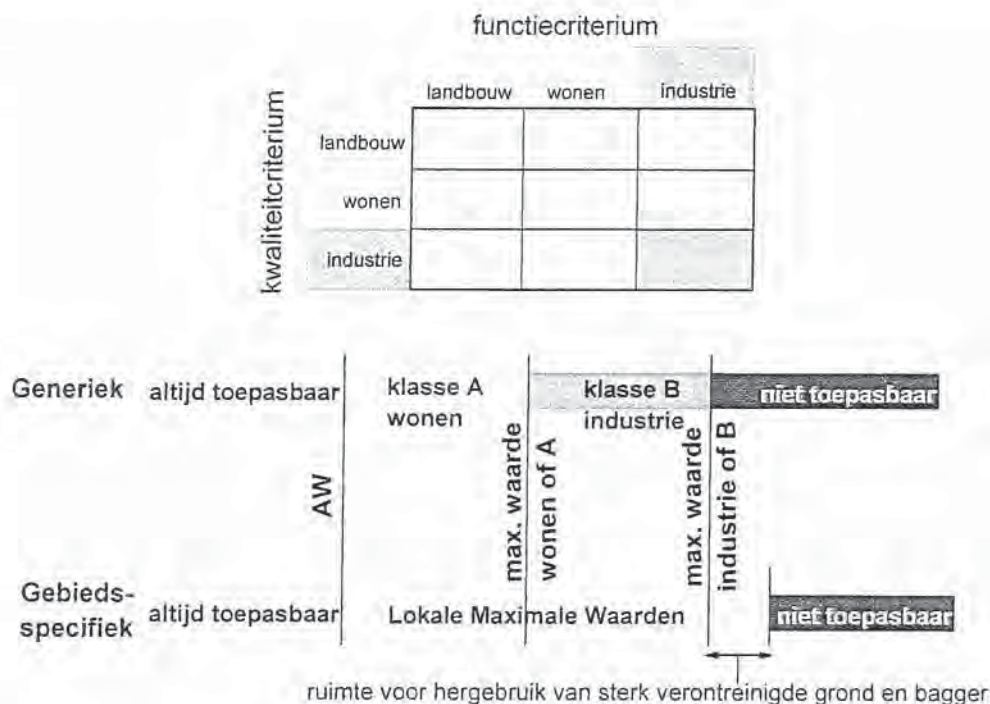 functiecriterium
landbouw wonen industrie
kwaliteitcriterium
landbouw
wonen
industrie
Generiek altijd toepasbaar
AW
klasse A
wonen
max. waarde
wonen of A
klasse B
industrie
max. waarde
industrie of B
niet toepasbaar
Gebieds-
specifiek
altijd toepasbaar
Lokale Maximale Waarden
niet toepasbaar
ruimte voor hergebruik van sterk verontreinigde grond en bagger